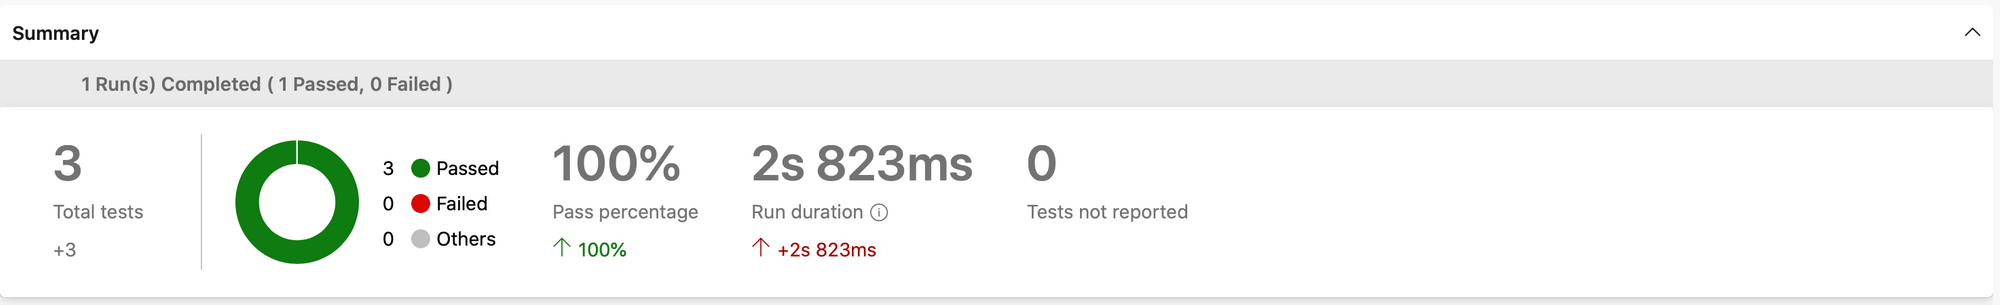 Summary
1 Run(s) Completed ( 1 Passed, 0 Failed )
3
Total tests
+3
3 Passed
0 Failed
0 Others
100%
Pass percentage
↑ 100%
2s 823ms
Run duration
↑ +2s 823ms
0
Tests not reported